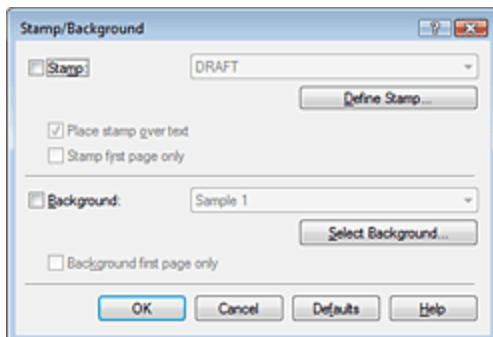 Stamp/Background
Stamp: DRAFT
Define Stamp...
Place stamp over text
Stamp first page only
Background: Sample 1
Select Background...
Background first page only
OK Cancel Defaults Help